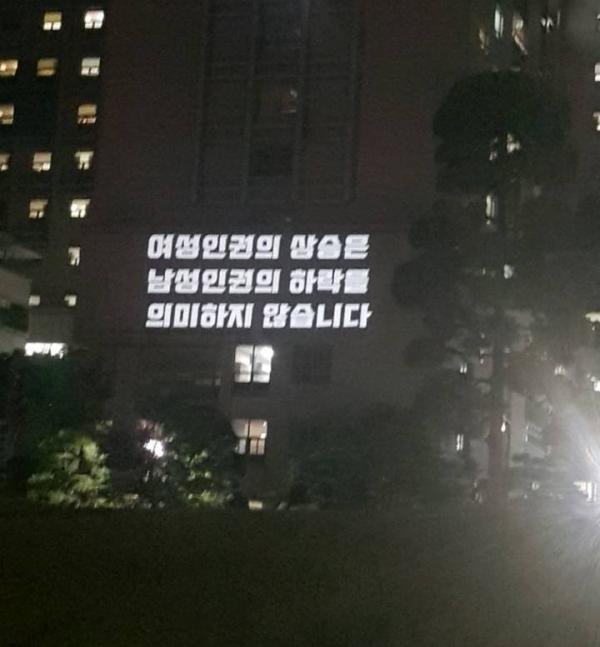 여성인권의 상승은
남성인권의 하락를
의미하지 않습니다